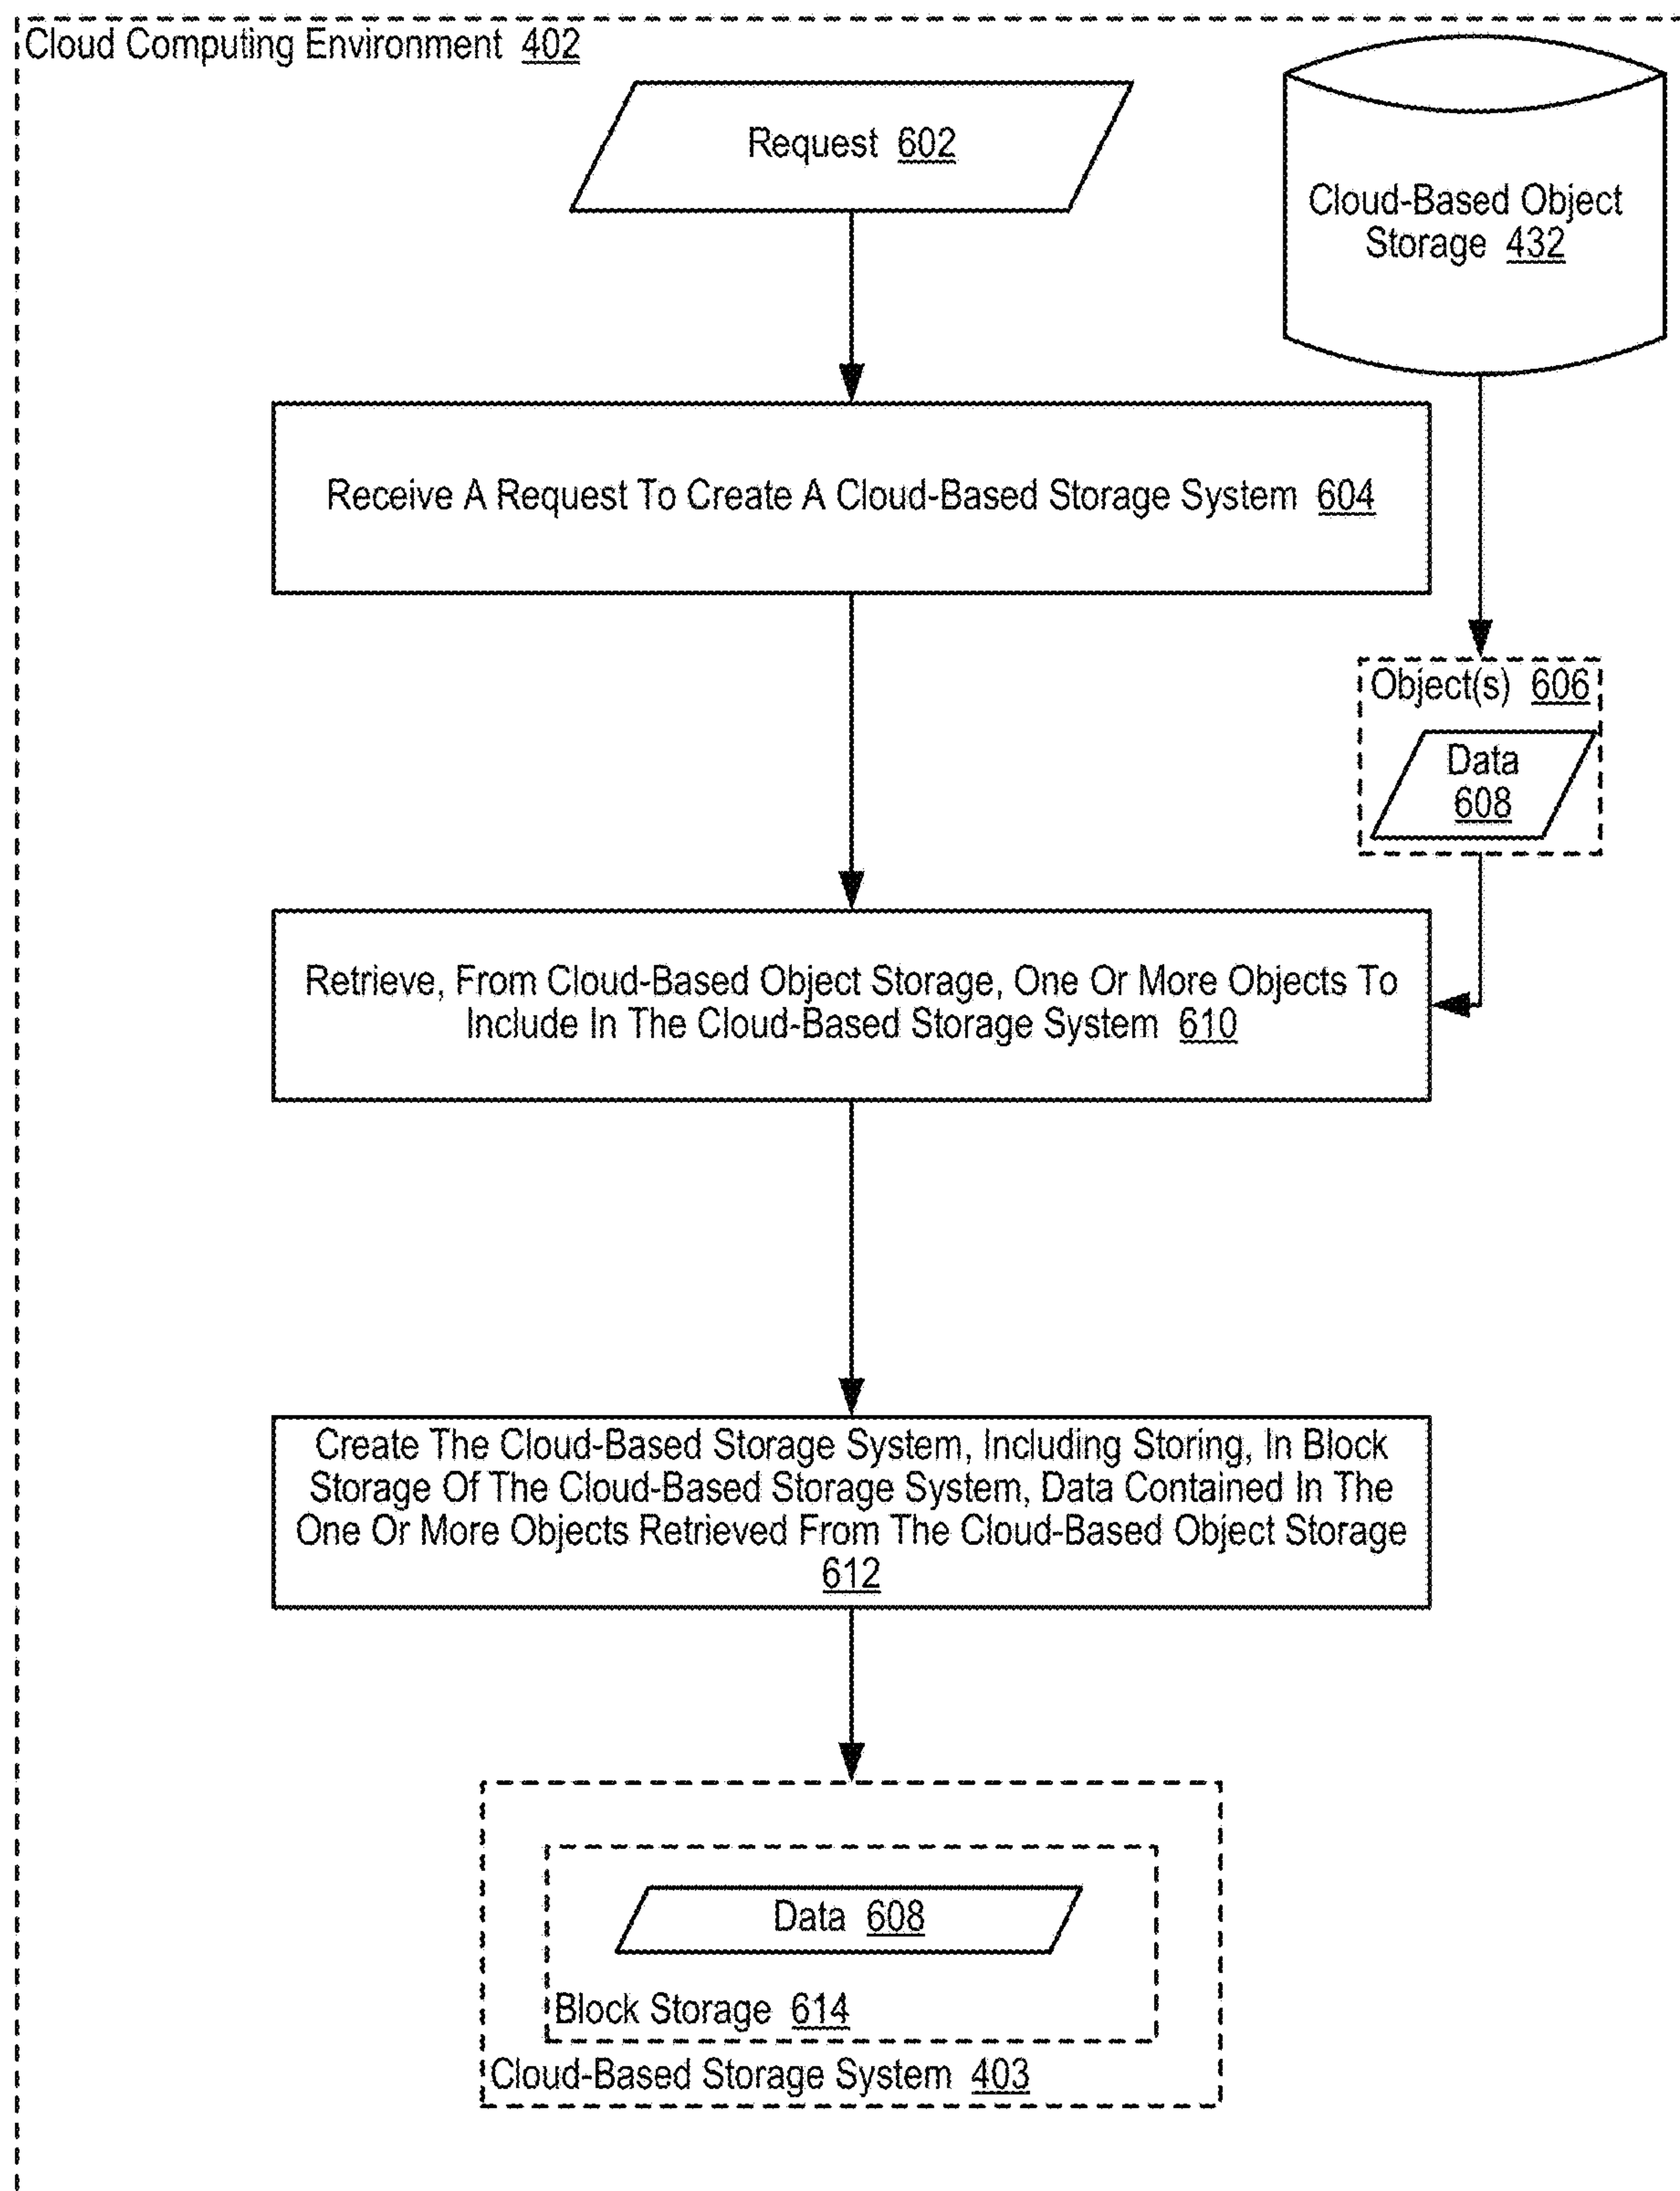 Cloud Computing Environment 402
Request 602
Cloud-Based Object
Storage 432
Receive A Request To Create A Cloud-Based Storage System 604
Object(s) 606
Data
608
Retrieve, From Cloud-Based Object Storage, One Or More Objects To
Include In The Cloud-Based Storage System 610
Create The Cloud-Based Storage System, Including Storing, In Block
Storage Of The Cloud-Based Storage System, Data Contained In The
One Or More Objects Retrieved From The Cloud-Based Object Storage
612
Data 608
Block Storage 614
Cloud-Based Storage System 403